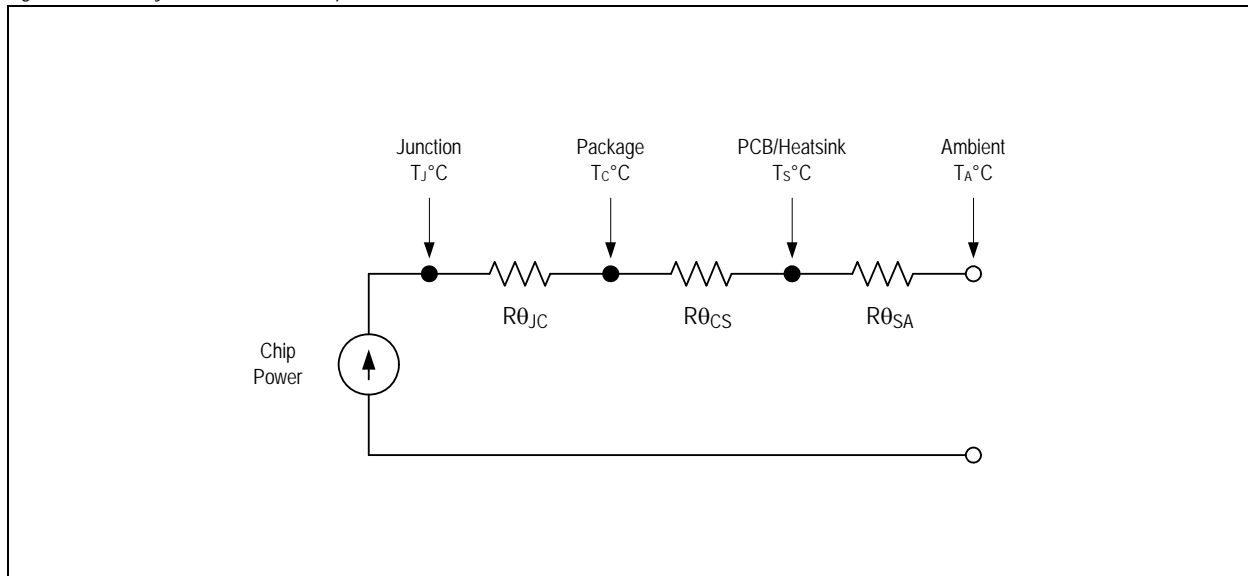 Junction
TJ°C
Package
TC°C
PCB/Heatsink
TS°C
Ambient
TA°C
RθJC
RθCS
RθSA
Chip
Power